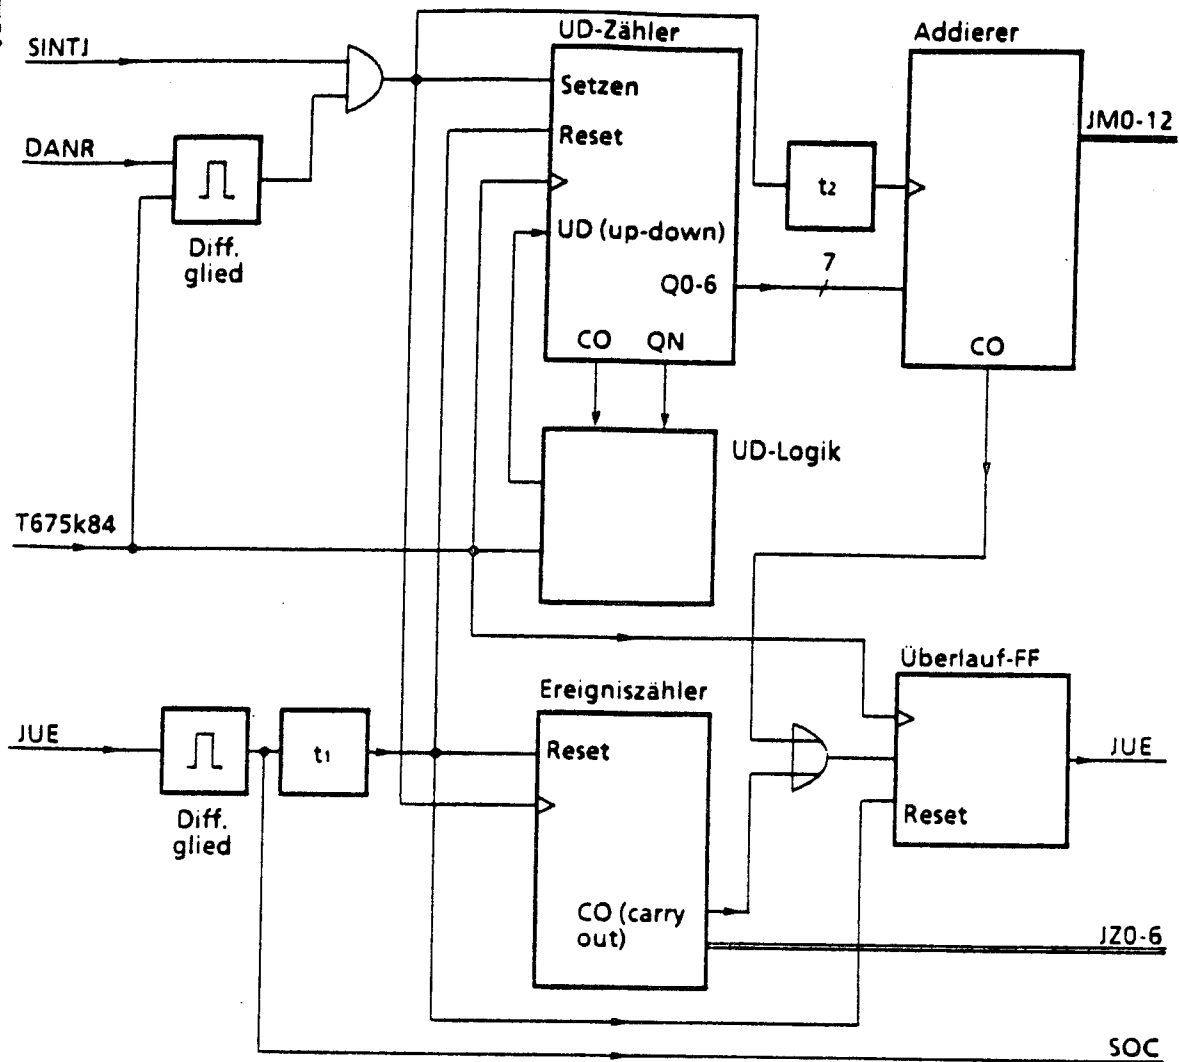 UD-Zähler
Addierer
SINTJ
Setzen
JM0-12
Reset
DANR
t2
UD (up-down)
Diff.
glied
7
Q0-6
CO QN
CO
UD-Logik
T675k84
Überlauf-FF
Ereigniszähler
JUE
Reset
t1
JUE
Diff.
glied
Reset
CO (carry
out)
JZ0-6
SOC